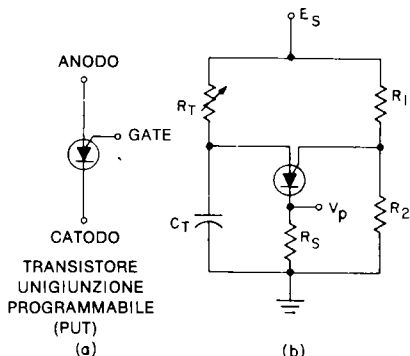 ANODO
GATE
CATODO
TRANSISTORE
UNIGIUNZIONE
PROGRAMMABILE
(PUT)
(a)
E_S
R_T
R_1
C_T
V_p
R_2
R_S
(b)